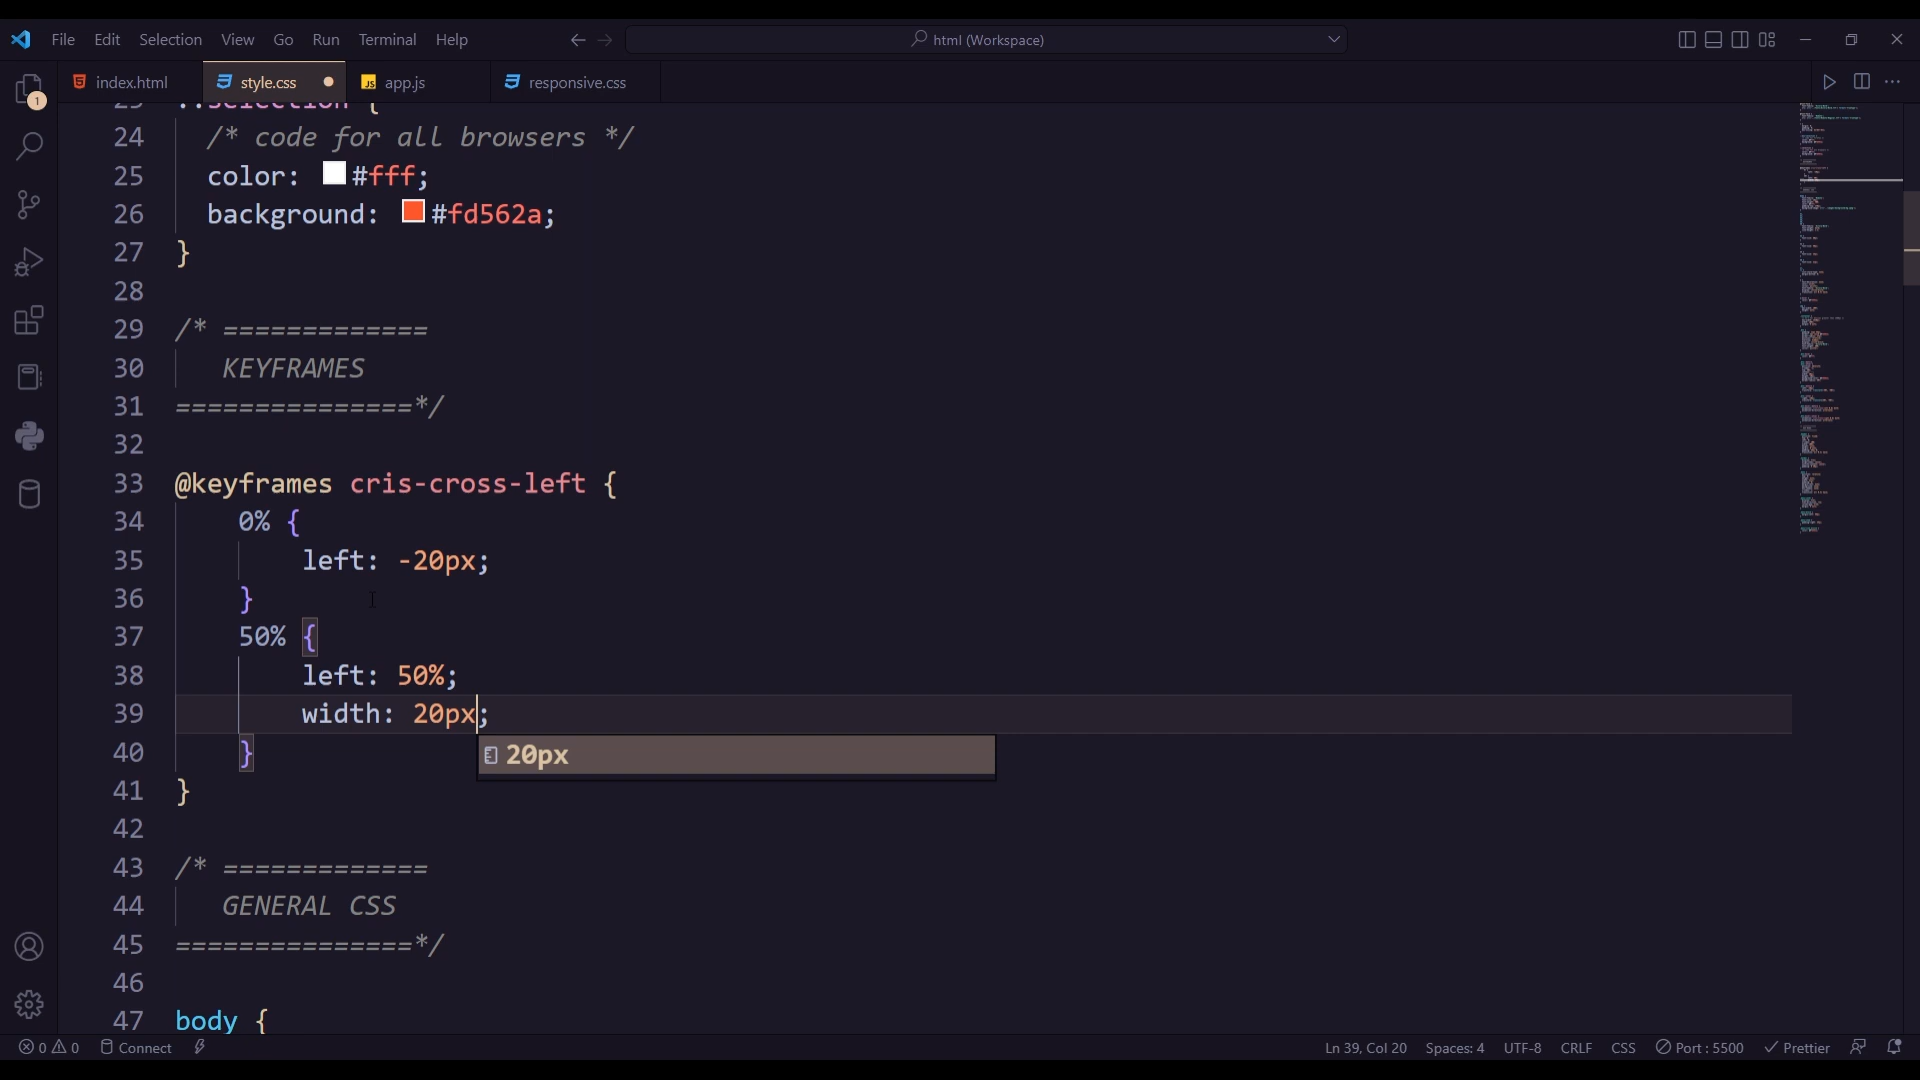 File Edit Selection View Go Run Terminal Help html (Workspace)
index.html style.css app.js responsive.css
1
23 ::selection {
24 /* code for all browsers */
25 color: #fff;
26 background: #fd562a;
27 }
28
29 /* =============
30 KEYFRAMES
31 ===============*/
32
33 @keyframes cris-cross-left {
34 0% {
35 left: -20px;
36 }
37 50% {
38 left: 50%;
39 width: 20px;
20px
40 }
41 }
42
43 /* =============
44 GENERAL CSS
45 ===============*/
46
47 body {
0 0 Connect Ln 39, Col 20 Spaces: 4 UTF-8 CRLF CSS Port : 5500 Prettier